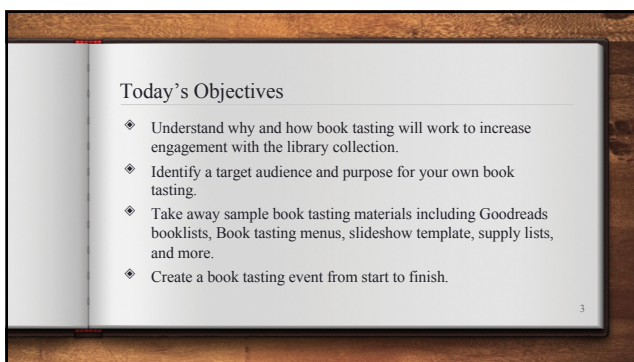 Today's Objectives
◈ Understand why and how book tasting will work to increase
engagement with the library collection.
◈ Identify a target audience and purpose for your own book
tasting.
◈ Take away sample book tasting materials including Goodreads
booklists, Book tasting menus, slideshow template, supply lists,
and more.
◈ Create a book tasting event from start to finish.
3